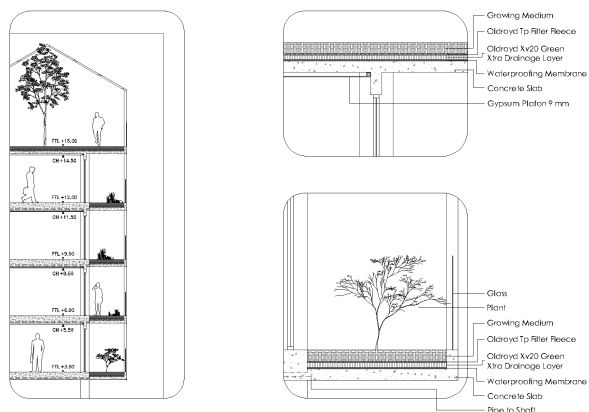 FFL +15.00
CH +14.50
FFL +12.00
CH +11.50
FFL +9.00
CH +8.50
FFL +6.00
CH +5.50
FFL +3.00
Growing Medium
Oldroyd Tp Filter Fleece
Oldroyd Xv20 Green
Xtra Drainage Layer
Waterproofing Membrane
Concrete Slab
Gypsum Plafon 9 mm
Glass
Plant
Growing Medium
Oldroyd Tp Filter Fleece
Oldroyd Xv20 Green
Xtra Drainage Layer
Waterproofing Membrane
Concrete Slab
Pipe to Shaft